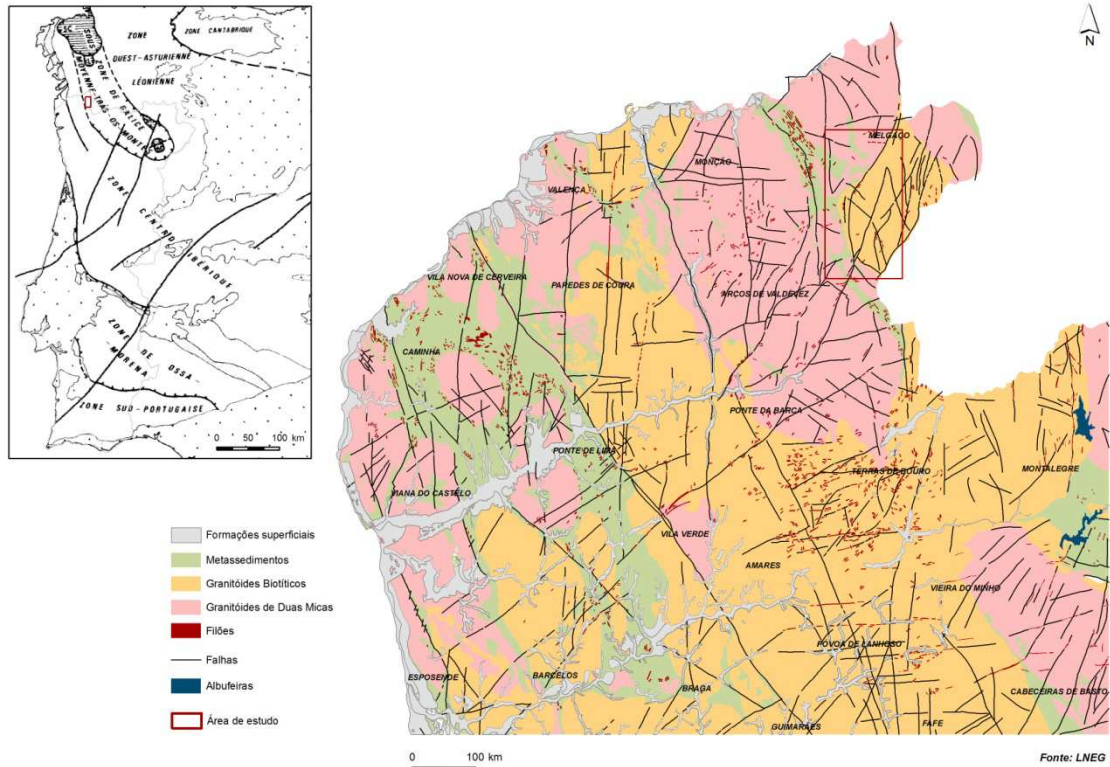 SC
ZONE
CANTABRIQUE
ZONE
OUEST-ASTURIENNE
LÉONIENNE
SOUS ZONE DE GALICE
MOYENNE-TRAS OS MONTES
ZONE CENTRO IBÉRIQUE
ZONE DE OSSA
MORENA
ZONE SUD-PORTUGAISE
0 50 100 km
N
MELGAÇO
MONÇÃO
VALENÇA
VILA NOVA DE CERVEIRA
PAREDES DE COURA
ARCOS DE VALDEVEZ
CAMINHA
PONTE DA BARCA
PONTE DE LIMA
TERRAS DE BOURO
MONTALEGRE
VIANA DO CASTELO
VILA VERDE
AMARES
VIEIRA DO MINHO
PÓVOA DE LANHOSO
ESPOSENDE
BARCELOS
BRAGA
CABECEIRAS DE BASTO
GUIMARÃES
FAFE
Formações superficiais
Metassedimentos
Granitóides Biotíticos
Granitóides de Duas Micas
Filões
Falhas
Albufeiras
Área de estudo
0 100 km
Fonte: LNEG